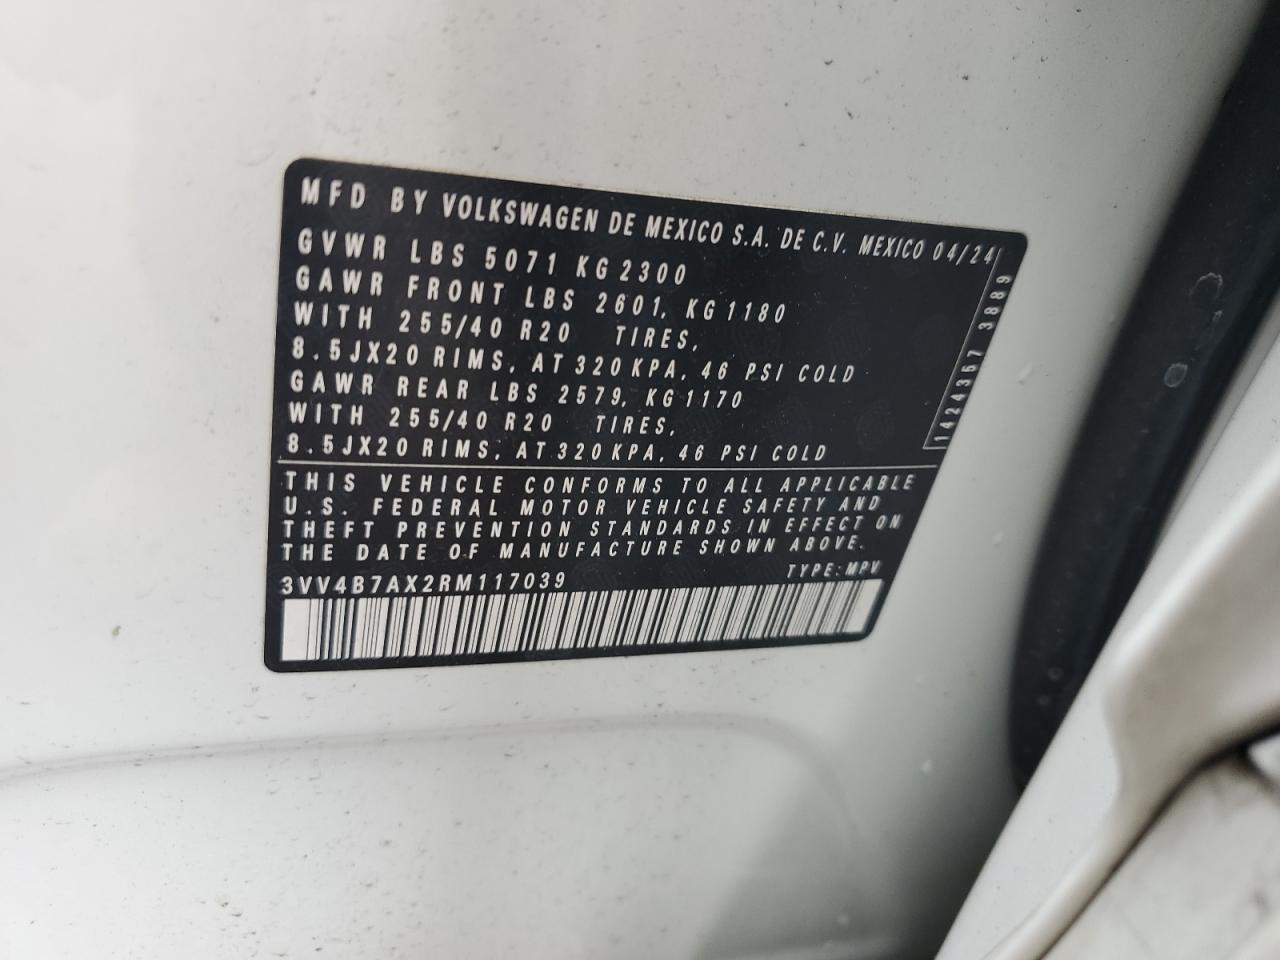 MFD BY VOLKSWAGEN DE MEXICO S.A. DE C.V. MEXICO 04/24
GVWR LBS 5071 KG 2300
GAWR FRONT LBS 2601, KG 1180
WITH 255/40 R20 TIRES,
8.5JX20 RIMS, AT 320 KPA, 46 PSI COLD
GAWR REAR LBS 2579, KG 1170
WITH 255/40 R20 TIRES,
8.5JX20 RIMS, AT 320 KPA, 46 PSI COLD
1424357 3889
THIS VEHICLE CONFORMS TO ALL APPLICABLE
U.S. FEDERAL MOTOR VEHICLE SAFETY AND
THEFT PREVENTION STANDARDS IN EFFECT ON
THE DATE OF MANUFACTURE SHOWN ABOVE.
3VV4B7AX2RM117039 TYPE: MPV